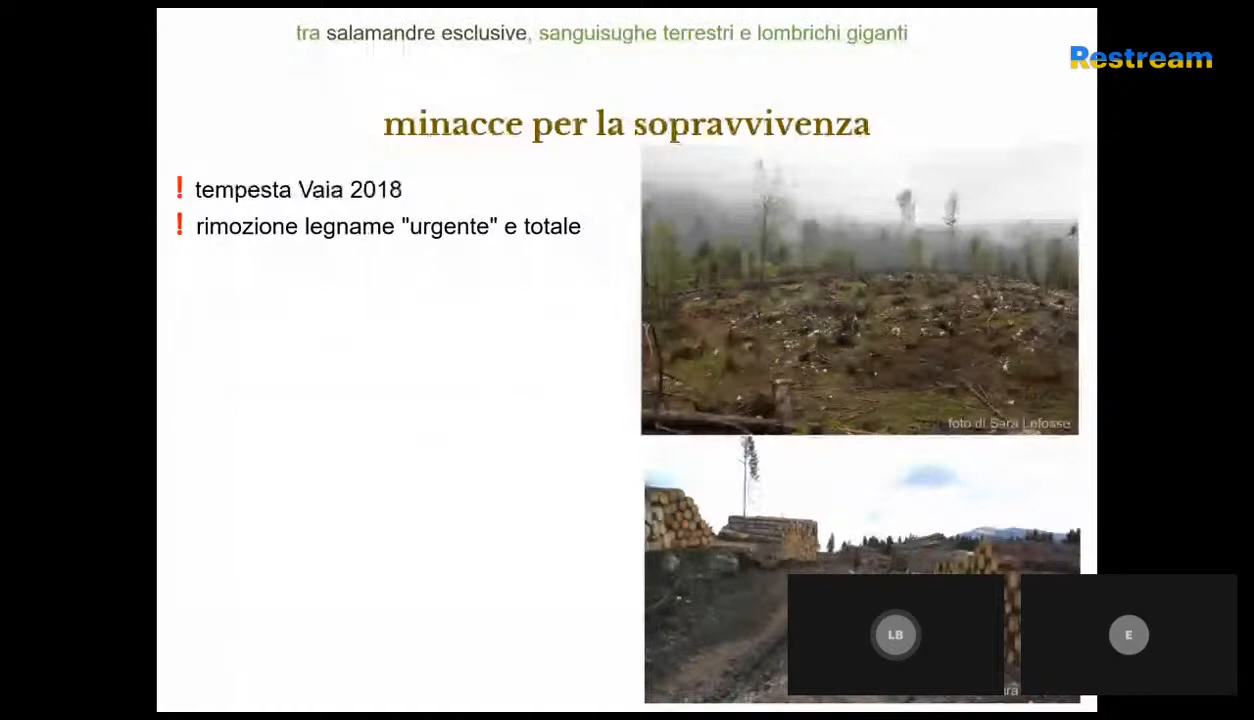 tra salamandre esclusive, sanguisughe terrestri e lombrichi giganti
Restream
minacce per la sopravvivenza
! tempesta Vaia 2018
! rimozione legname "urgente" e totale
foto di Sara Lefosse
LB
E